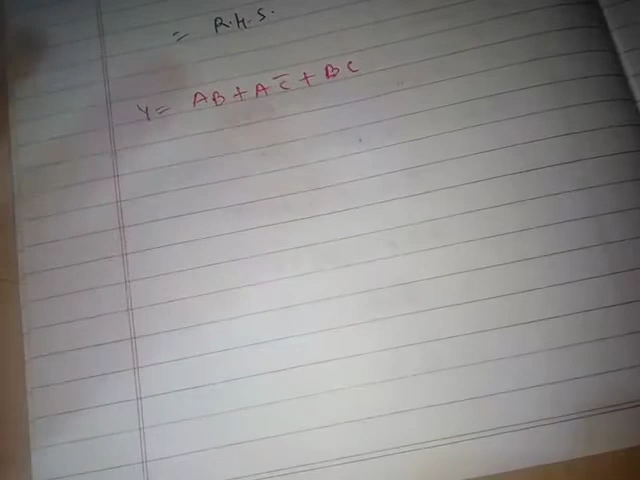 = R.H.S.
Y = AB + AC̅ + BC